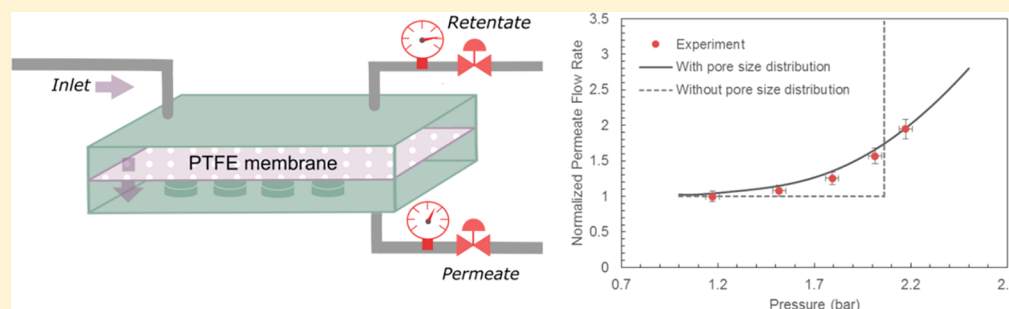 Retentate
Inlet
PTFE membrane
Permeate
Normalized Permeate Flow Rate
3.5
3
2.5
2
1.5
1
0.5
0
Experiment
With pore size distribution
Without pore size distribution
0.7
1.2
1.7
2.2
Pressure (bar)